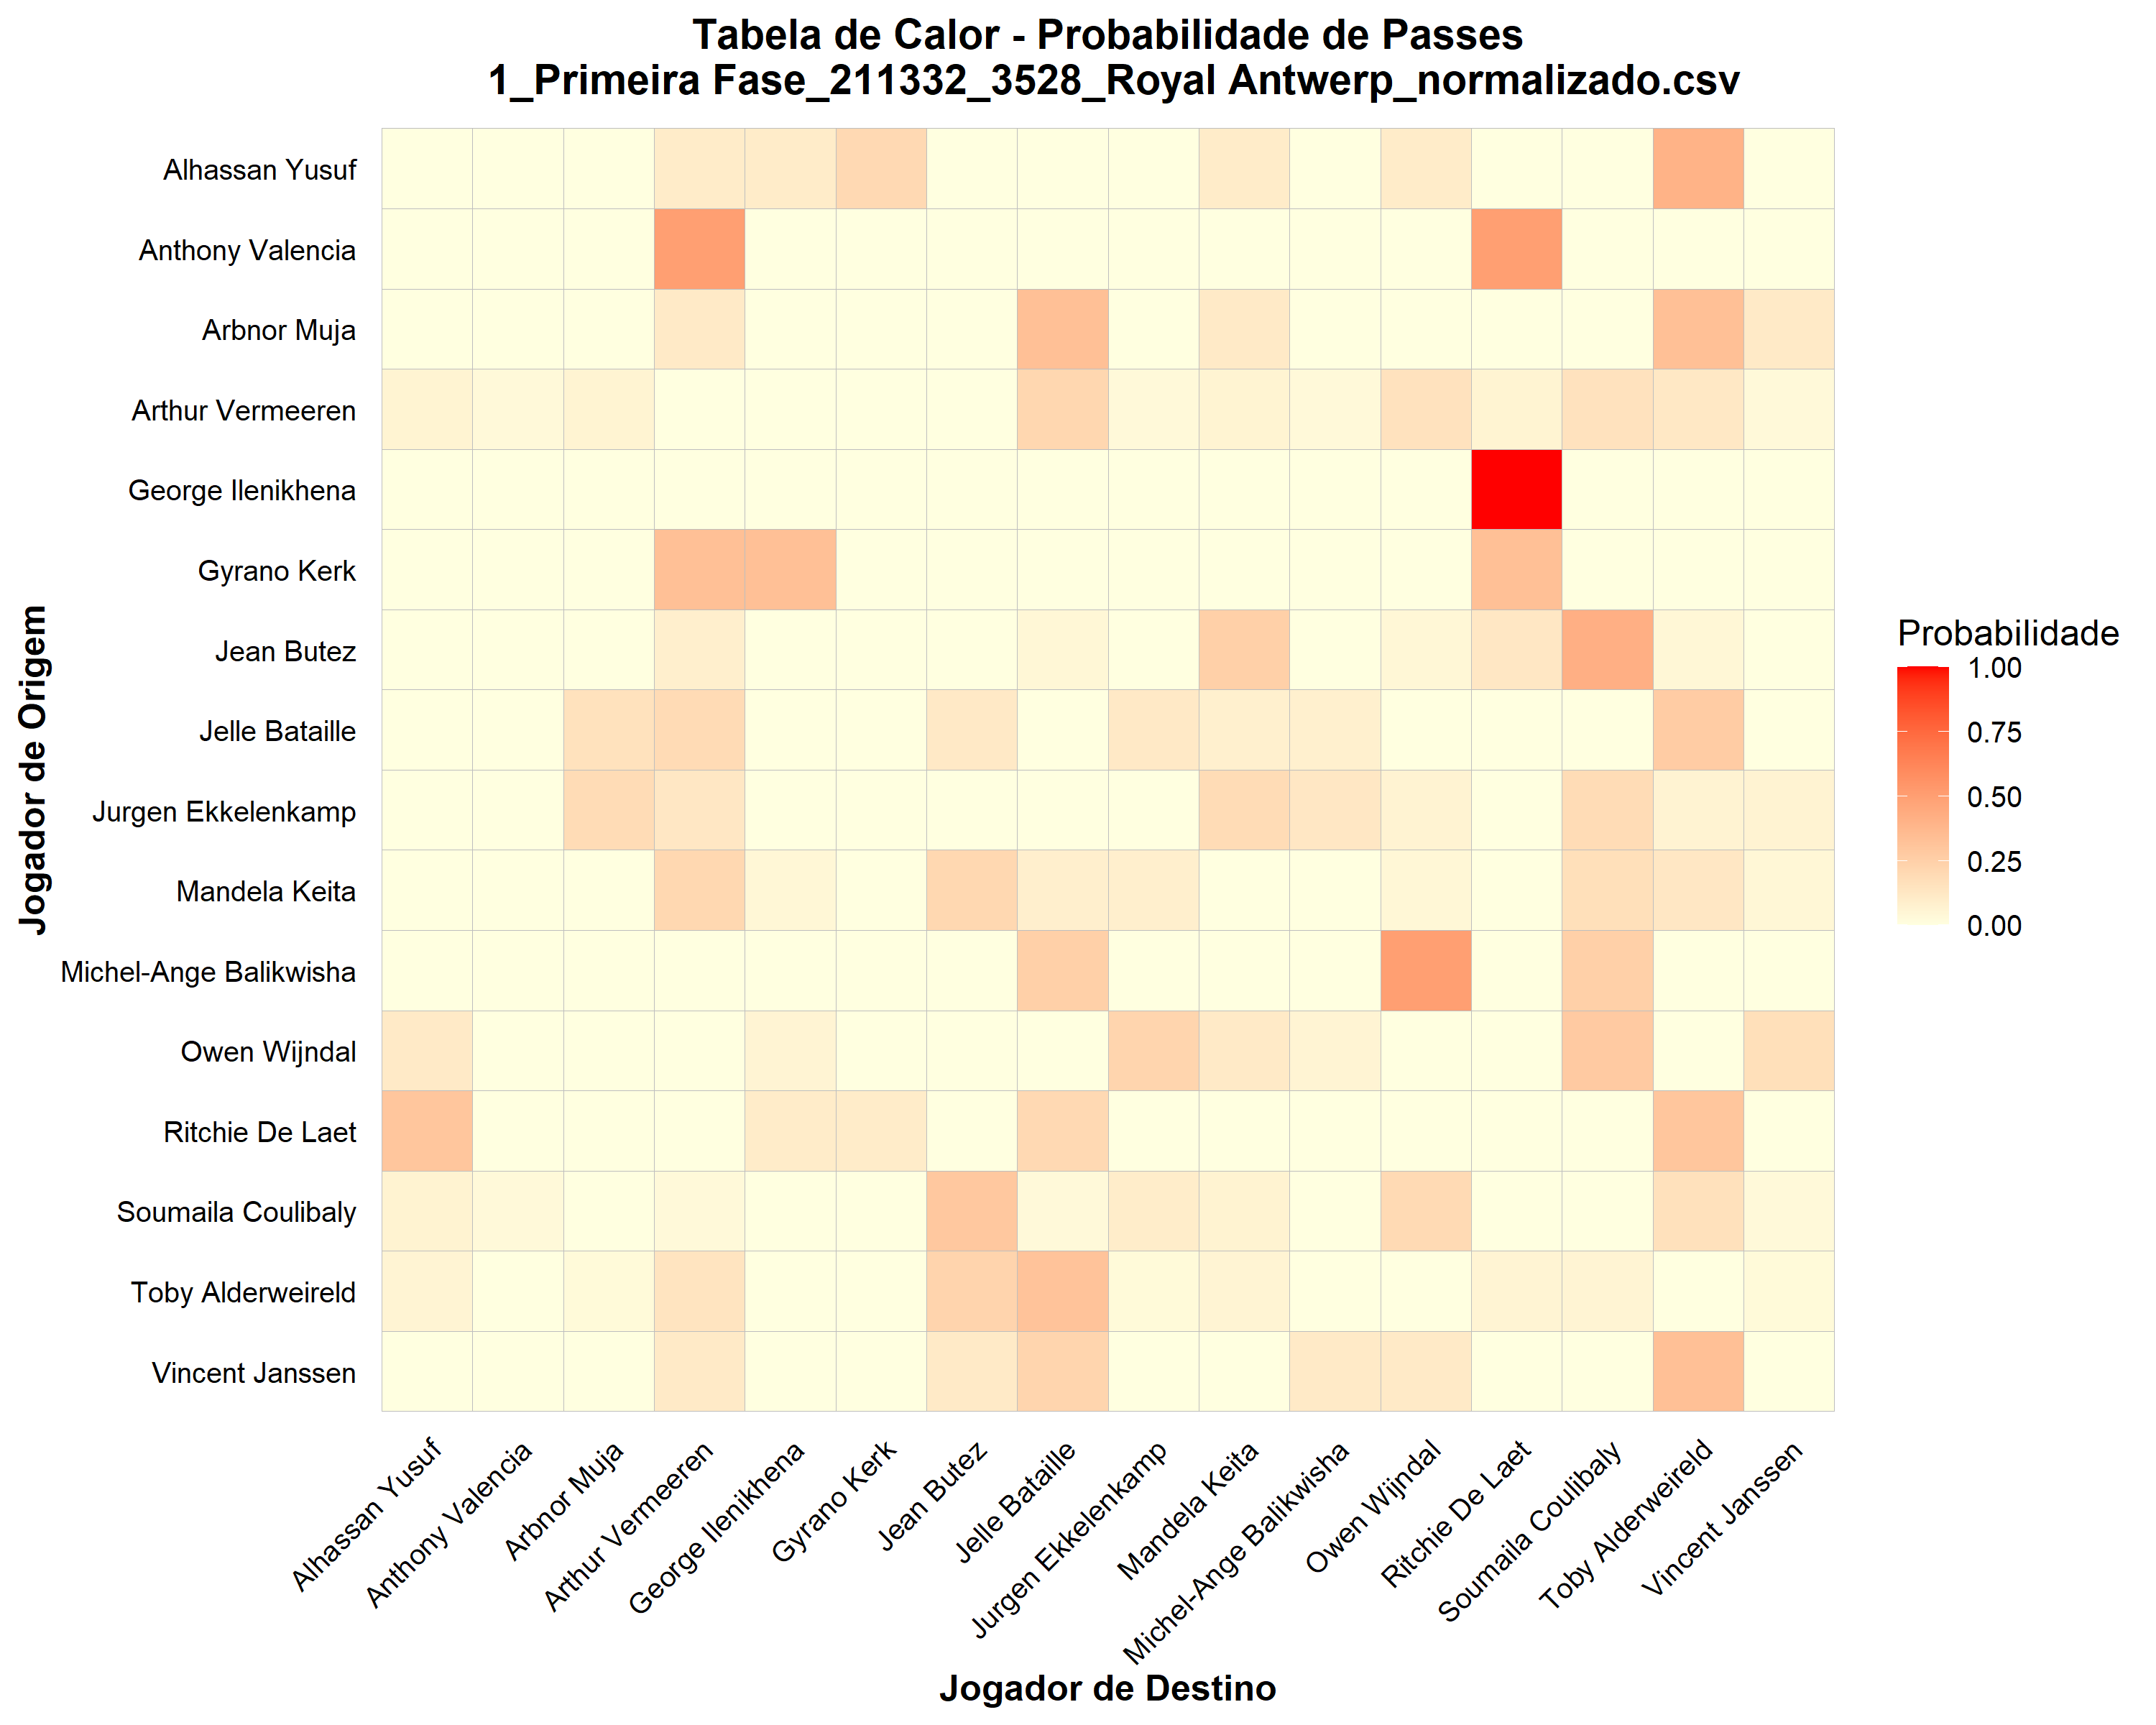 Tabela de Calor - Probabilidade de Passes
1_Primeira Fase_211332_3528_Royal Antwerp_normalizado.csv
Jogador de Origem
Alhassan Yusuf
Anthony Valencia
Arbnor Muja
Arthur Vermeeren
George Ilenikhena
Gyrano Kerk
Jean Butez
Jelle Bataille
Jurgen Ekkelenkamp
Mandela Keita
Michel-Ange Balikwisha
Owen Wijndal
Ritchie De Laet
Soumaila Coulibaly
Toby Alderweireld
Vincent Janssen
Probabilidade
1.00
0.75
0.50
0.25
0.00
Alhassan Yusuf
Anthony Valencia
Arbnor Muja
Arthur Vermeeren
George Ilenikhena
Gyrano Kerk
Jean Butez
Jelle Bataille
Jurgen Ekkelenkamp
Mandela Keita
Michel-Ange Balikwisha
Owen Wijndal
Ritchie De Laet
Soumaila Coulibaly
Toby Alderweireld
Vincent Janssen
Jogador de Destino